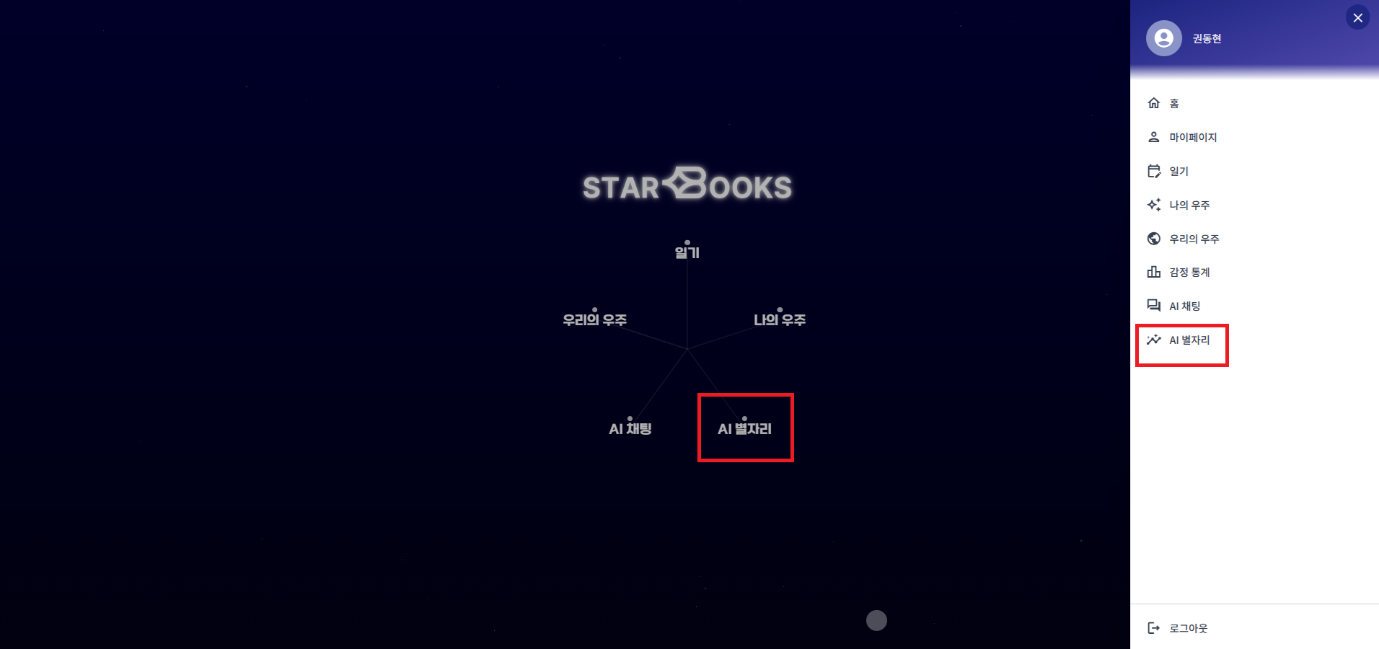 STARBOOKS
일기
우리의 우주
나의 우주
AI 채팅
AI 별자리
권동현
홈
마이페이지
일기
나의 우주
우리의 우주
감정 통계
AI 채팅
AI 별자리
로그아웃